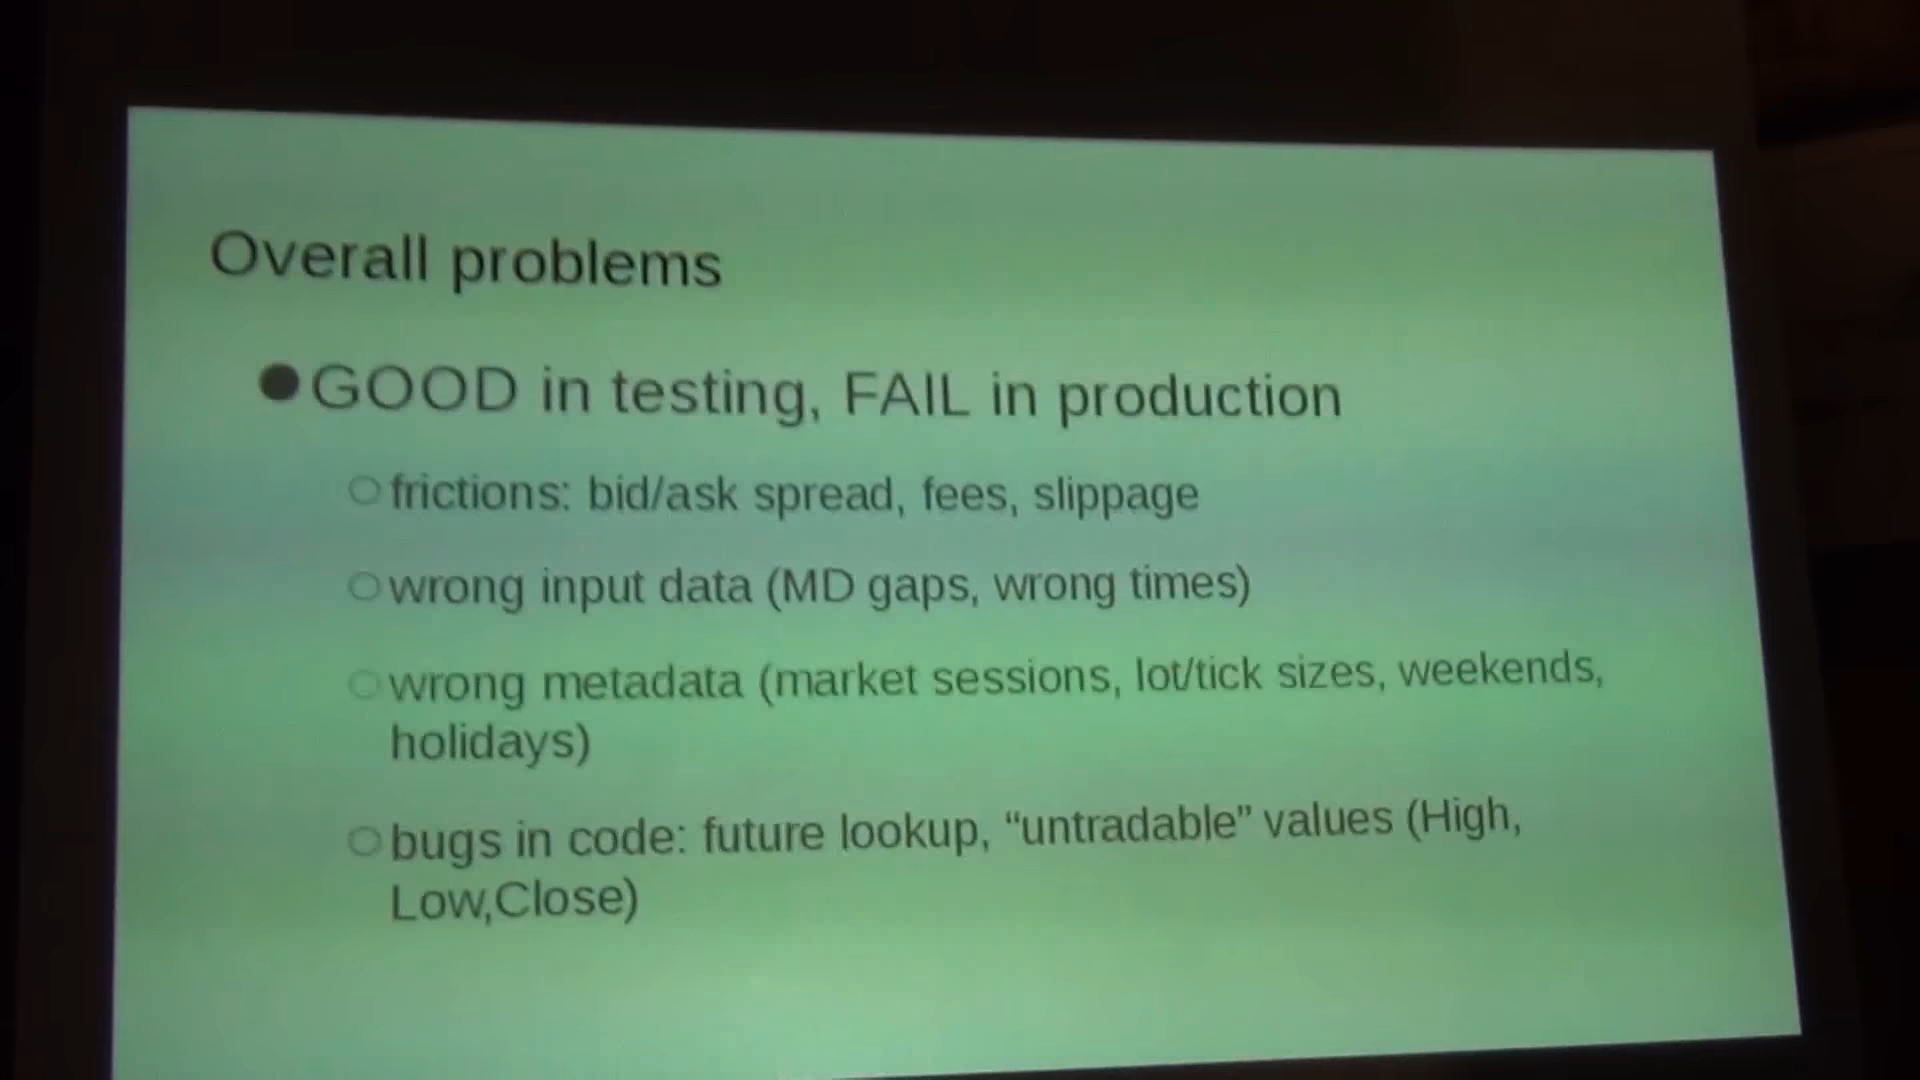 Overall problems
●GOOD in testing, FAIL in production
○frictions: bid/ask spread, fees, slippage
○wrong input data (MD gaps, wrong times)
○wrong metadata (market sessions, lot/tick sizes, weekends,
holidays)
○bugs in code: future lookup, “untradable” values (High,
Low,Close)